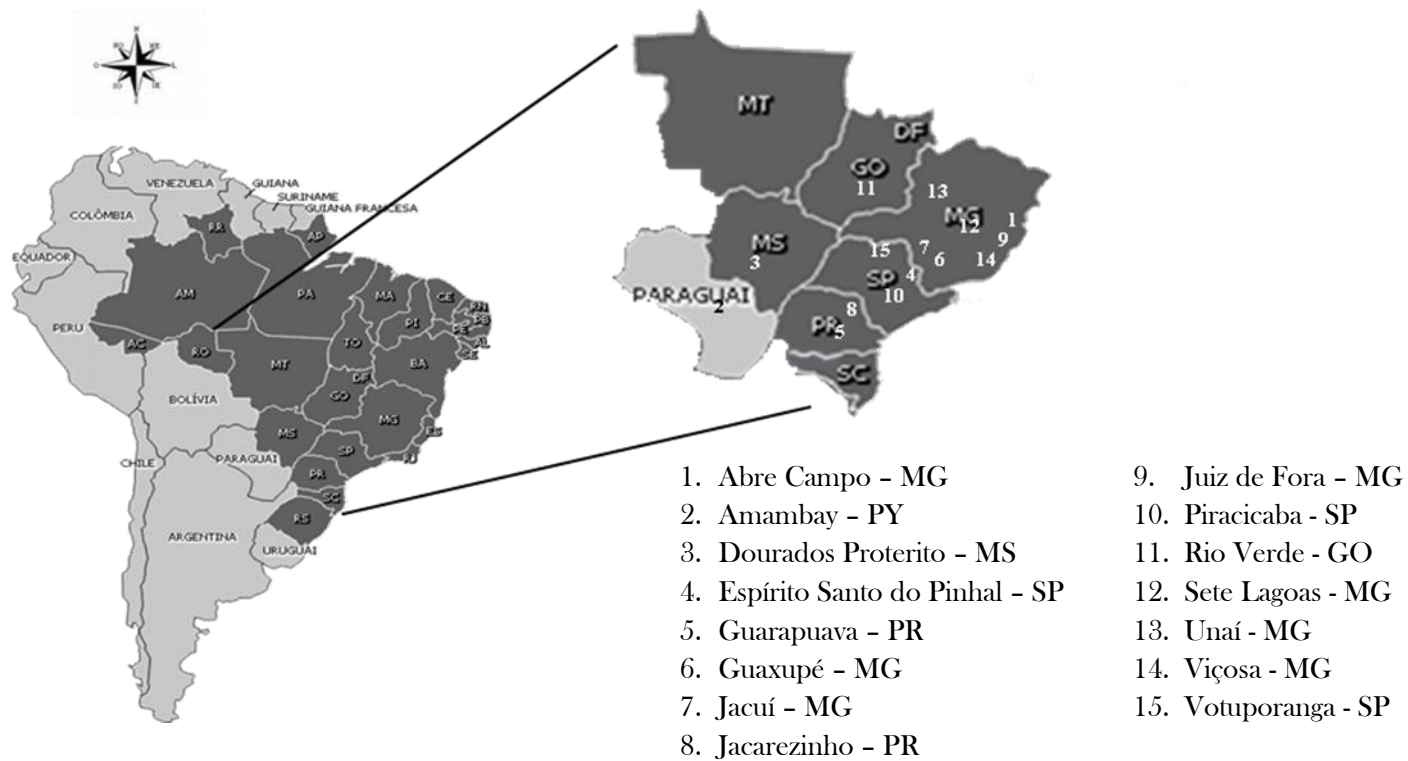 N
NO
NE
O
L
SO
SE
VENEZUELA
GUIANA
SURINAME
GUIANA FRANCESA
COLÔMBIA
RR
AP
EQUADOR
AM
PA
MA
CE
RN
PB
PI
PE
AL
SE
PERU
AC
RO
TO
MT
BA
DF
GO
BOLÍVIA
MG
ES
MS
SP
RJ
CHILE
PARAGUAI
PR
SC
RS
ARGENTINA
URUGUAI
MT
DF
GO
11
13
MG
1
12
9
MS
3
15
7
6
14
4
SP
10
PARAGUAI
2
8
PR
5
SC
1. Abre Campo – MG
2. Amambay – PY
3. Dourados Proterito – MS
4. Espírito Santo do Pinhal – SP
5. Guarapuava – PR
6. Guaxupé – MG
7. Jacuí – MG
8. Jacarezinho – PR
9. Juiz de Fora – MG
10. Piracicaba - SP
11. Rio Verde - GO
12. Sete Lagoas - MG
13. Unaí - MG
14. Viçosa - MG
15. Votuporanga - SP